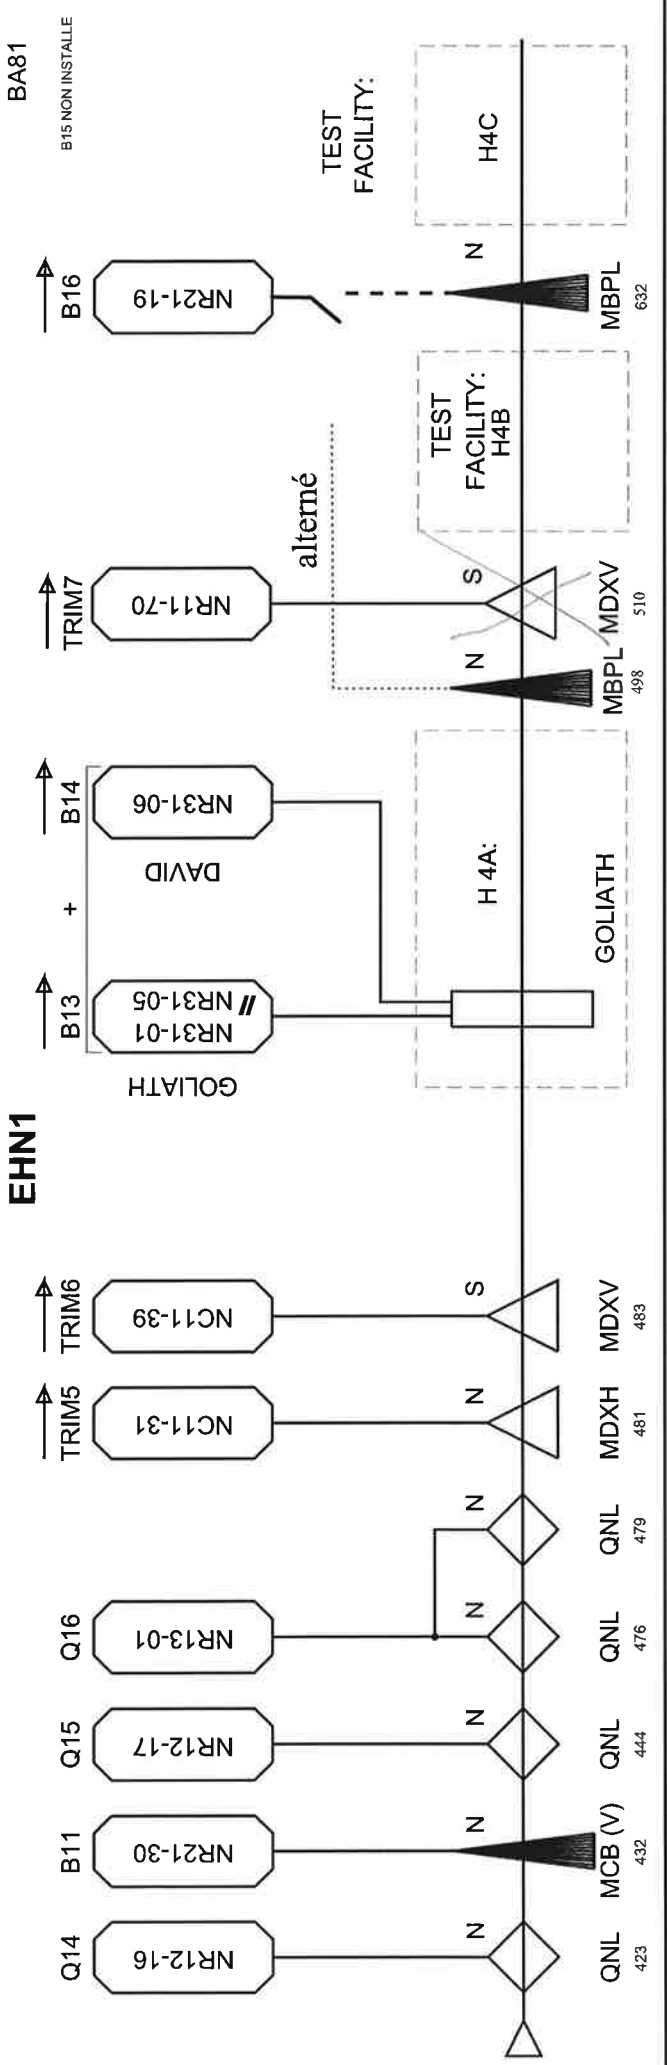 EHN1
BA81
B15 NON INSTALLE
Q14
B11
Q15
Q16
TRIM5
TRIM6
B13
+
B14
TRIM7
B16
NR12-16
NR21-30
NR12-17
NR13-01
NC11-31
NC11-39
NR31-01
// NR31-05
NR31-06
NR11-70
NR21-19
GOLIATH
DAVID
alterné
TEST
FACILITY:
N
N
N
N
N
N
S
H 4A:
N
S
TEST
FACILITY:
H4B
N
H4C
GOLIATH
QNL
MCB (V)
QNL
QNL
QNL
MDXH
MDXV
MBPL
MDXV
MBPL
423
432
444
476
479
481
483
498
510
632